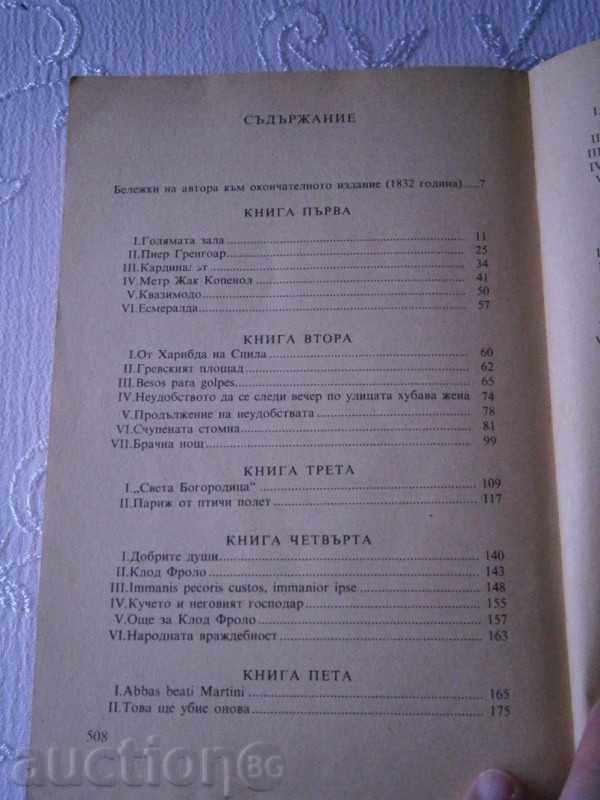 СЪДЪРЖАНИЕ
Бележки на автора към окончателното издание (1832 година).....7
КНИГА ПЪРВА
I. Голямата зала 11
II. Пиер Гренгоар 25
III. Кардиналът 34
IV. Метр Жак Копенол 41
V. Квазимодо 50
VI. Есмералда 57
КНИГА ВТОРА
I. От Харибда на Сцила 60
II. Гревският площад 62
III. Besos para golpes 65
IV. Неудобството да се следи вечер по улицата хубава жена 74
V. Продължение на неудобствата 78
VI. Счупената стомна 81
VII. Брачна нощ 99
КНИГА ТРЕТА
I. „Света Богородица“ 109
II. Париж от птичи полет 117
КНИГА ЧЕТВЪРТА
I. Добрите души 140
II. Клод Фроло 143
III. Immanis pecoris custos, immanior ipse 148
IV. Кучето и неговият господар 155
V. Още за Клод Фроло 157
VI. Народната враждебност 163
КНИГА ПЕТА
I. Abbas beati Martini 165
II. Това ще убие онова 175
508
auction BG